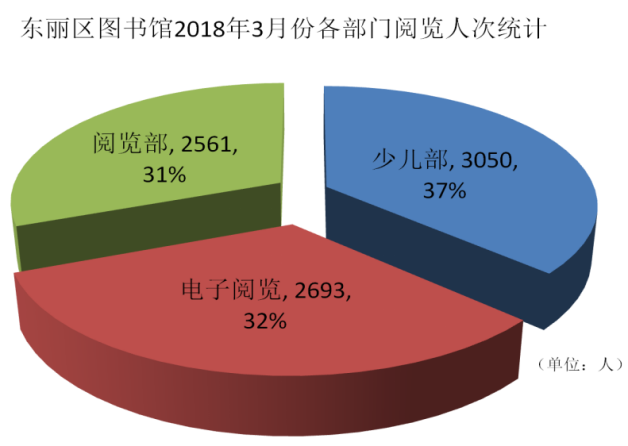 东丽区图书馆2018年3月份各部门阅览人次统计
阅览部, 2561,
31%
少儿部, 3050,
37%
电子阅览, 2693,
32%
（单位：人）